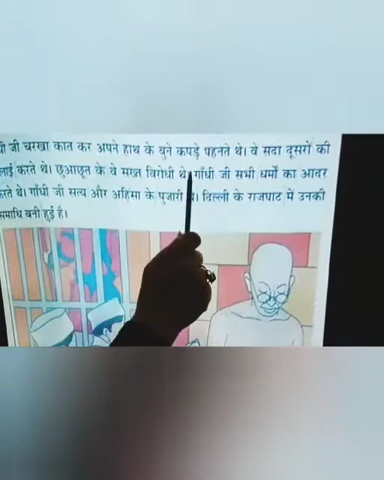 जी चरखा कात कर अपने हाथ के बुने कपड़े पहनते थे। वे सदा दूसरों की
करते थे। छुआछूत के वे सख्त विरोधी थे। गाँधी जी सभी धर्मों का आदर
थे। गाँधी जी सत्य और अहिंसा के पुजारी थे। दिल्ली के राजघाट में उनकी
समाधि बनी हुई है।